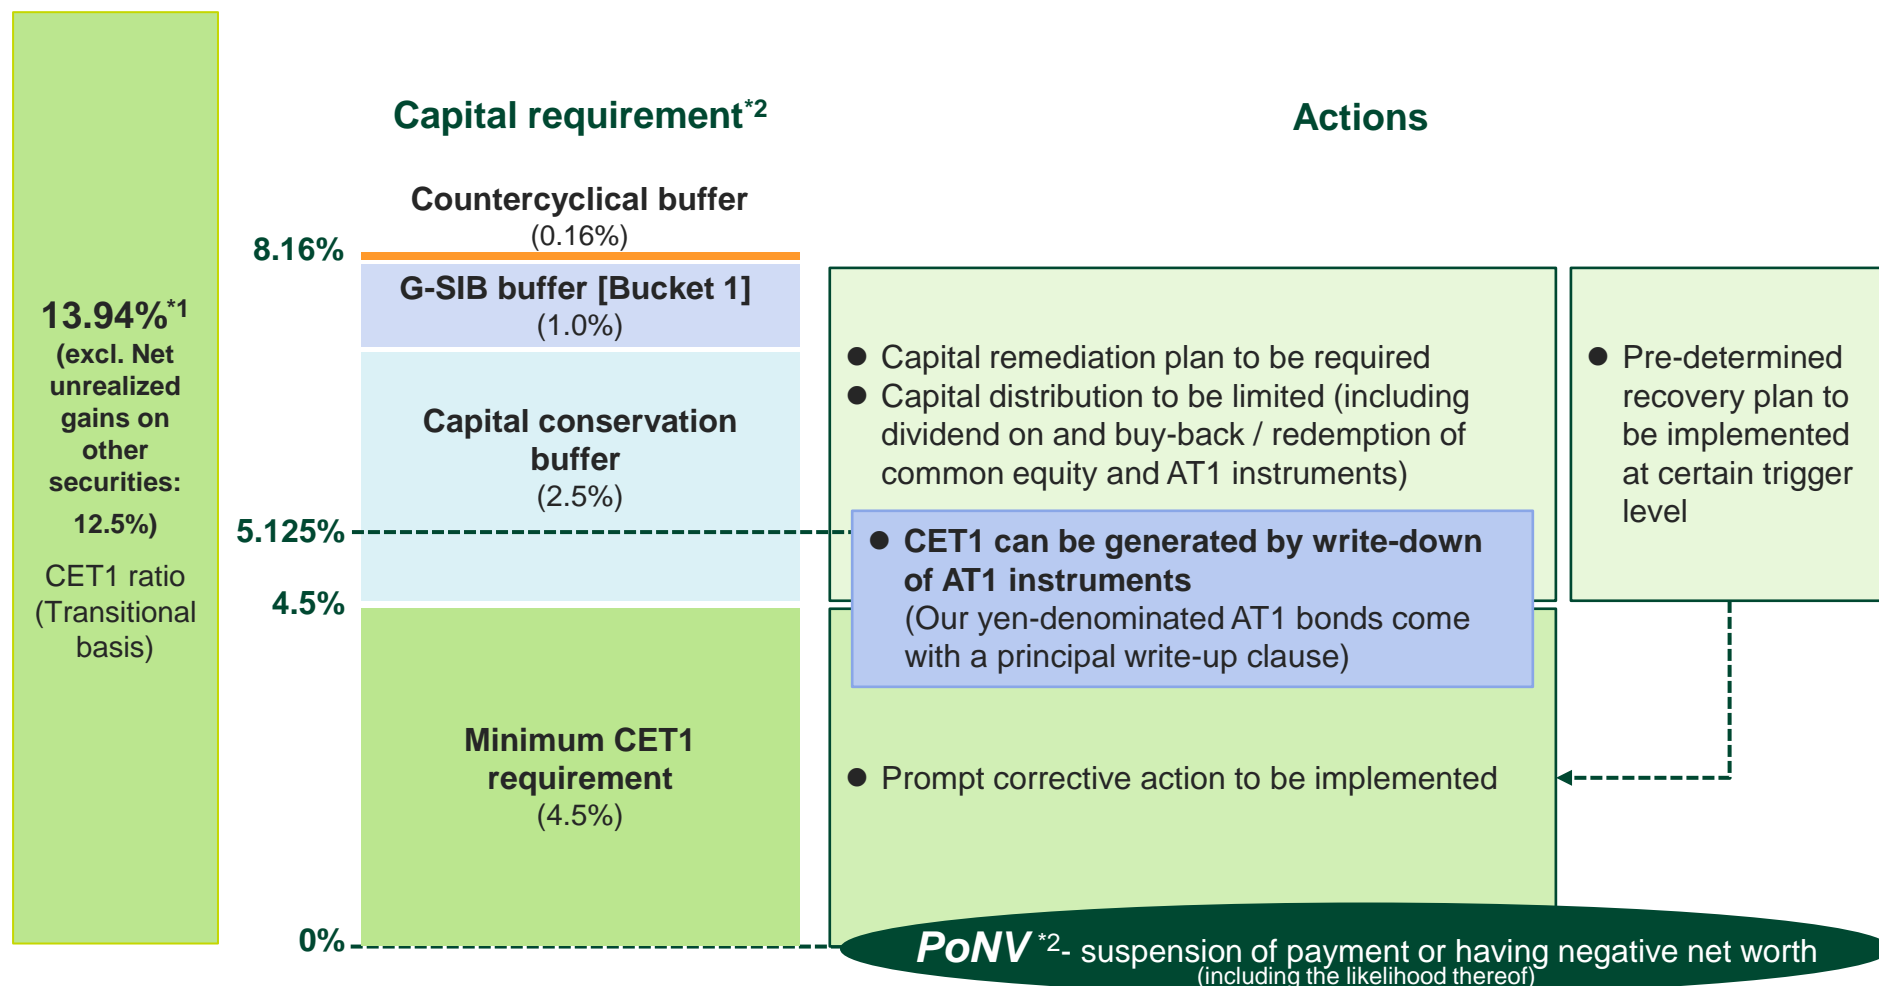 13.94%*1
(excl. Net
unrealized
gains on
other
securities:
12.5%)
CET1 ratio
(Transitional
basis)
Capital requirement*2
Countercyclical buffer
(0.16%)
8.16%
G-SIB buffer [Bucket 1]
(1.0%)
Capital conservation
buffer
(2.5%)
5.125%
4.5%
Minimum CET1
requirement
(4.5%)
0%
Actions
● Capital remediation plan to be required
● Capital distribution to be limited (including
dividend on and buy-back / redemption of
common equity and AT1 instruments)
● Pre-determined
recovery plan to
be implemented
at certain trigger
level
● CET1 can be generated by write-down
of AT1 instruments
(Our yen-denominated AT1 bonds come
with a principal write-up clause)
● Prompt corrective action to be implemented
PoNV *2- suspension of payment or having negative net worth
(including the likelihood thereof)